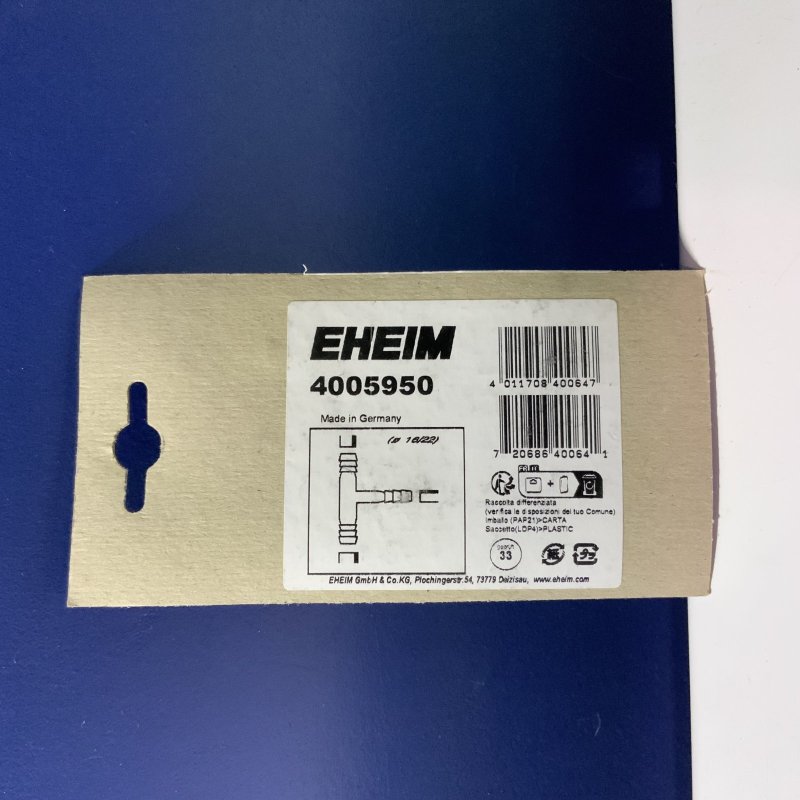 EHEIM
4005950
Made in Germany
(ø 16/22)
4 011708 400647
7 20686 40064 1
FR IT
+
Raccolta differenziata
(verifica le disposizioni del tuo Comune)
Imballo (PAP21)>CARTA
Saccetto(LDP4)>PLASTIC
33
EHEIM GmbH & Co.KG, Plochingerstr.54, 73779 Deizisau, www.eheim.com